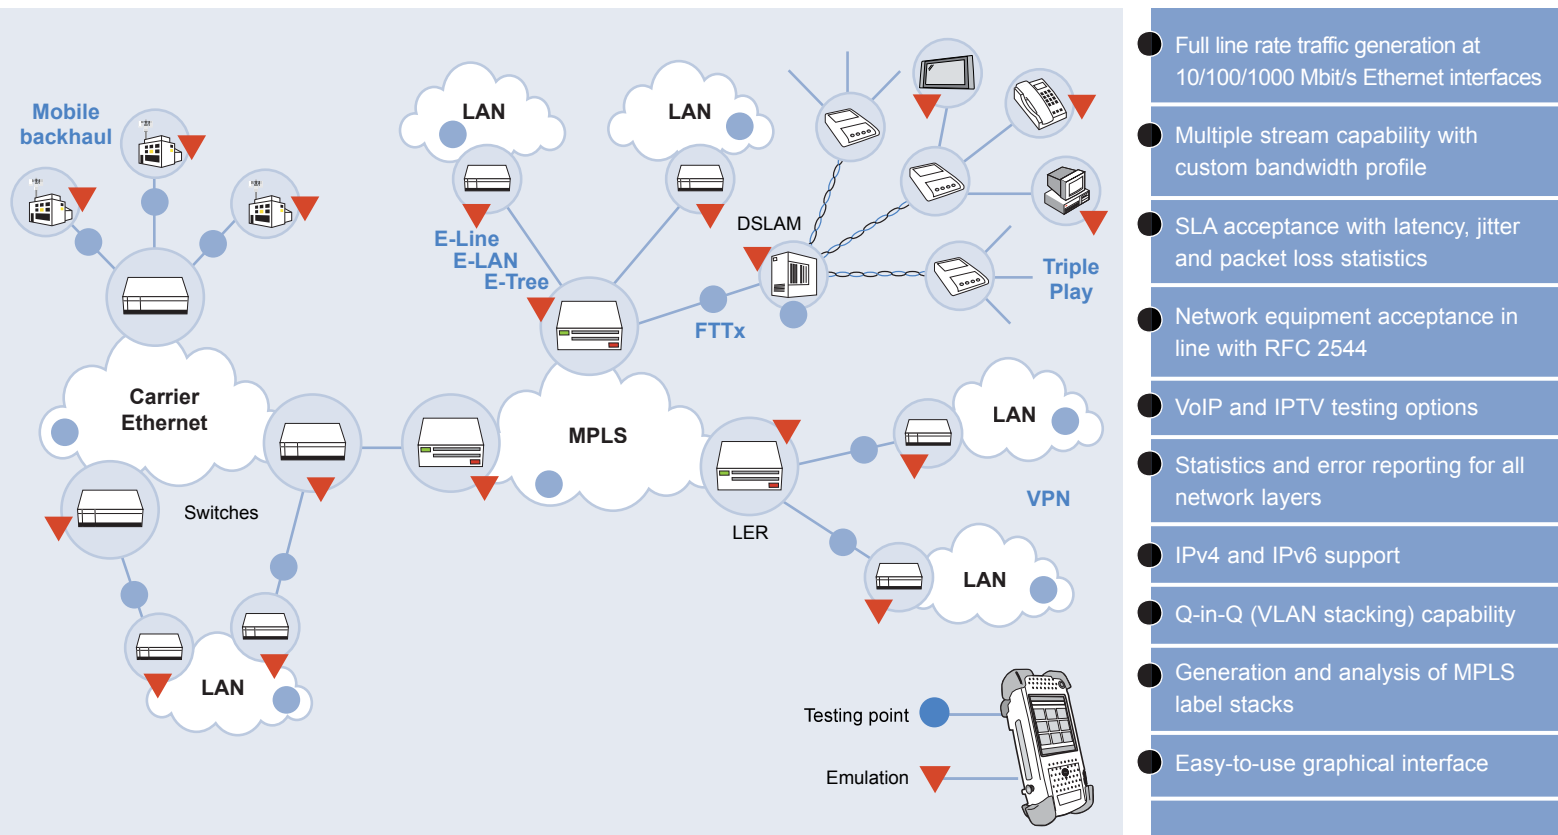 Mobile
backhaul
LAN
LAN
E-Line
E-LAN
E-Tree
DSLAM
FTTx
Triple
Play
Carrier
Ethernet
MPLS
LAN
VPN
Switches
LER
LAN
LAN
Testing point
Emulation
Full line rate traffic generation at
10/100/1000 Mbit/s Ethernet interfaces
Multiple stream capability with
custom bandwidth profile
SLA acceptance with latency, jitter
and packet loss statistics
Network equipment acceptance in
line with RFC 2544
VoIP and IPTV testing options
Statistics and error reporting for all
network layers
IPv4 and IPv6 support
Q-in-Q (VLAN stacking) capability
Generation and analysis of MPLS
label stacks
Easy-to-use graphical interface